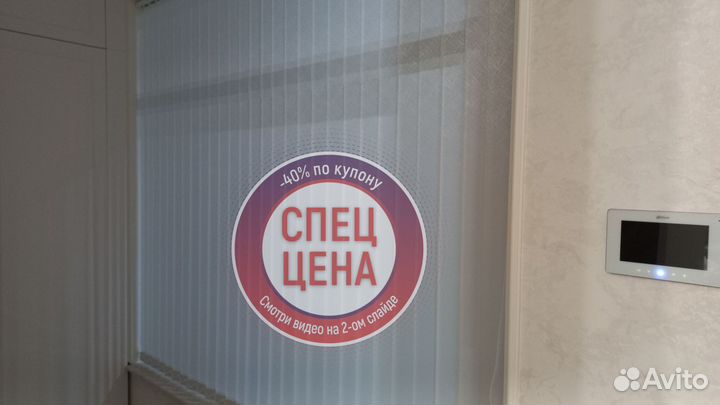 -40% по купону
СПЕЦ
ЦЕНА
Смотри видео на 2-ом слайде
Avito